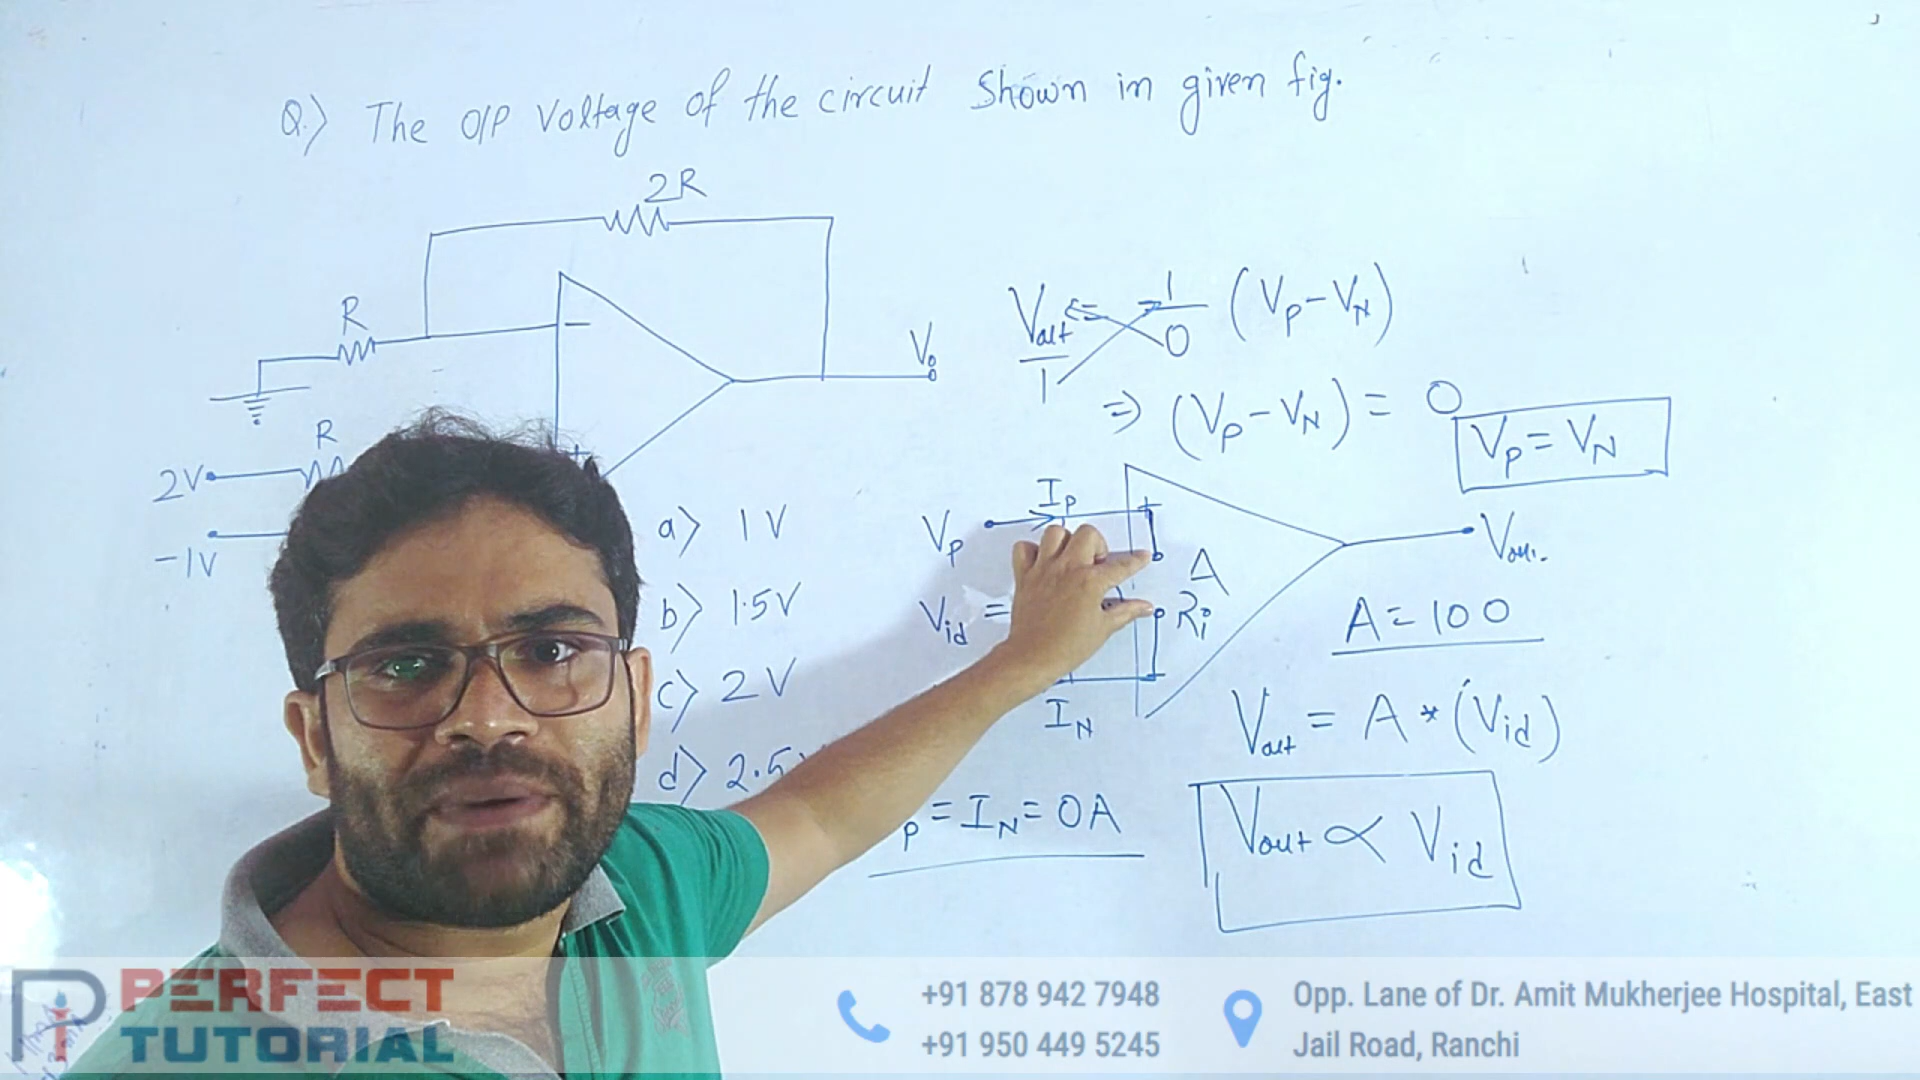 Q.) The O/P Voltage of the circuit Shown in given fig.
2R
R
-
V₀
R
2V
-1V
+
a) 1V
b) 1.5V
c) 2V
d) 2.5
Vout/1 = 1/0 (Vp-VN)
⇒ (Vp-VN) = 0
Vp = VN
Ip
+
Vp
Vout.
A
Vid =
Ri
A = 100
IN
Vout = A * (Vid)
p = IN = 0A
Vout ∝ Vid
PERFECT
TUTORIAL
+91 878 942 7948
+91 950 449 5245
Opp. Lane of Dr. Amit Mukherjee Hospital, East
Jail Road, Ranchi